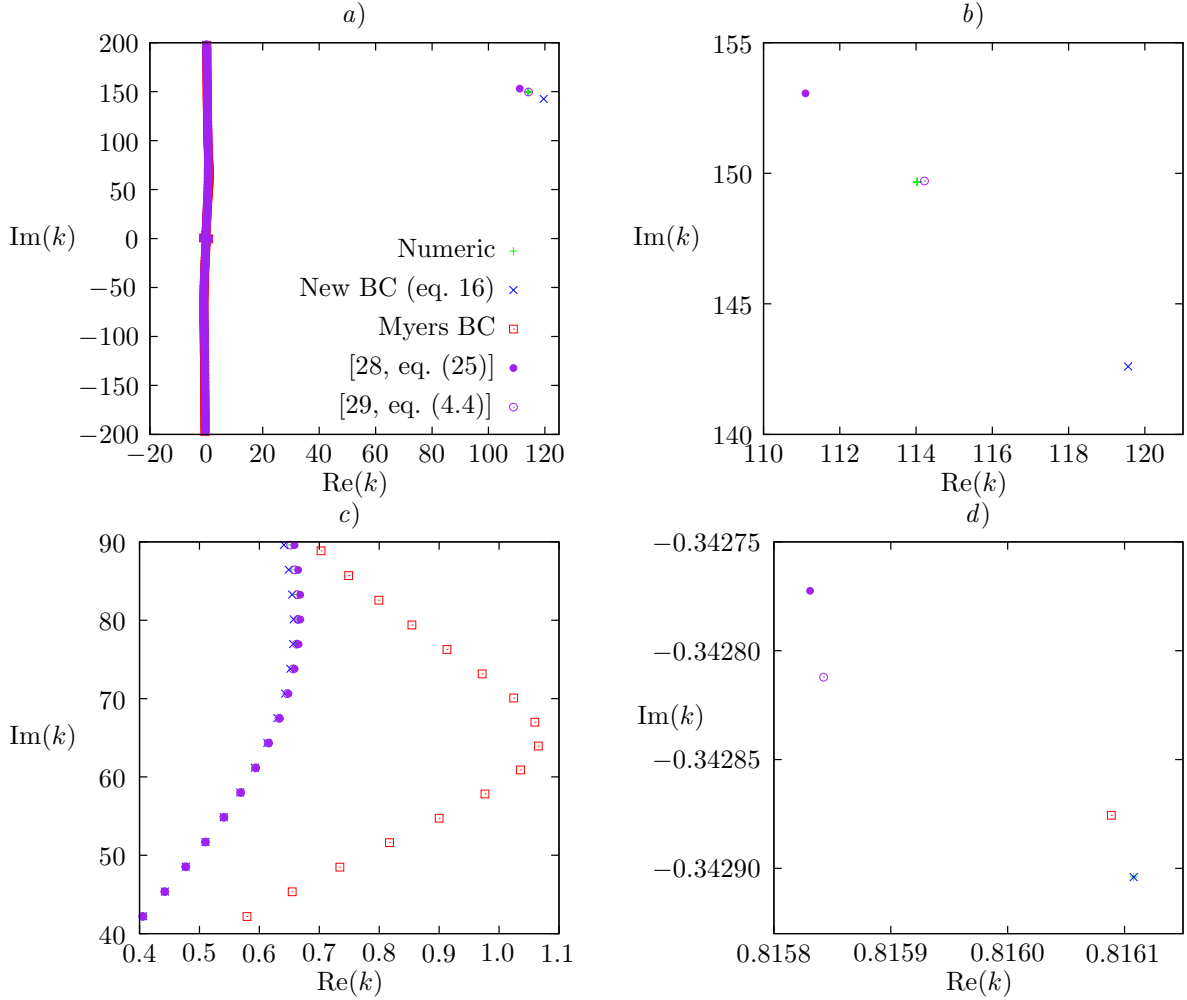 a)
200
150
100
50
0
−50
−100
−150
−200
Im(k)
−20
0
20
40
60
80
100
120
Re(k)
Numeric
New BC (eq. 16)
Myers BC
[28, eq. (25)]
[29, eq. (4.4)]
b)
155
150
145
140
Im(k)
110
112
114
116
118
120
Re(k)
c)
90
80
70
60
50
40
Im(k)
0.4
0.5
0.6
0.7
0.8
0.9
1.0
1.1
Re(k)
d)
−0.34275
−0.34280
−0.34285
−0.34290
Im(k)
0.8158
0.8159
0.8160
0.8161
Re(k)